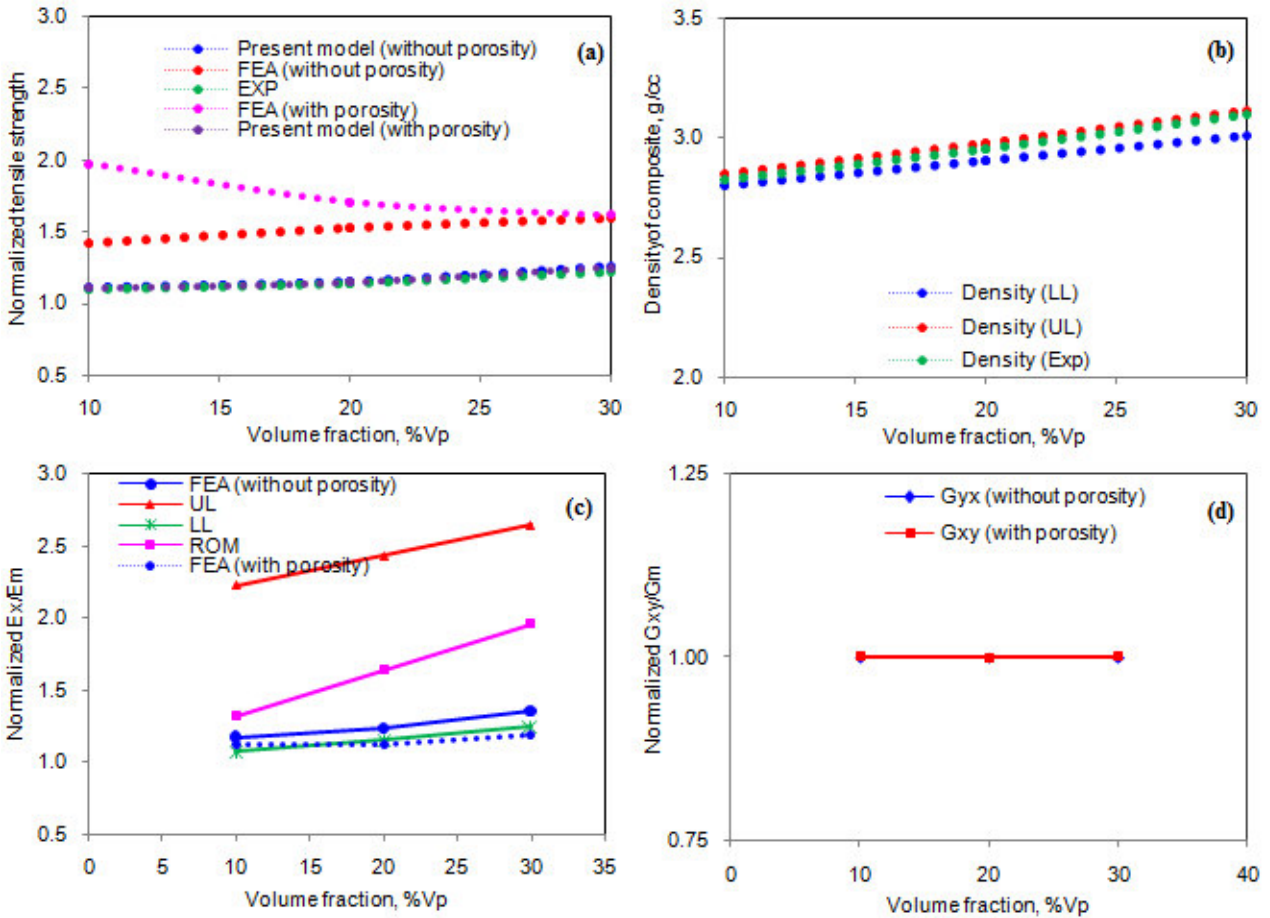 3.0
2.5
2.0
1.5
1.0
0.5
Normalized tensile strength
Present model (without porosity)
FEA (without porosity)
EXP
FEA (with porosity)
Present model (with porosity)
(a)
10
15
20
25
30
Volume fraction, %Vp
3.5
3.0
2.5
2.0
Density of composite, g/cc
(b)
Density (LL)
Density (UL)
Density (Exp)
10
15
20
25
30
Volume fraction, %Vp
3.0
2.5
2.0
1.5
1.0
0.5
Normalized Ex/Em
FEA (without porosity)
UL
LL
ROM
FEA (with porosity)
(c)
0
5
10
15
20
25
30
35
Volume fraction, %Vp
1.25
1.00
0.75
Normalized Gxy/Gm
Gyx (without porosity)
Gxy (with porosity)
(d)
0
10
20
30
40
Volume fraction, %Vp